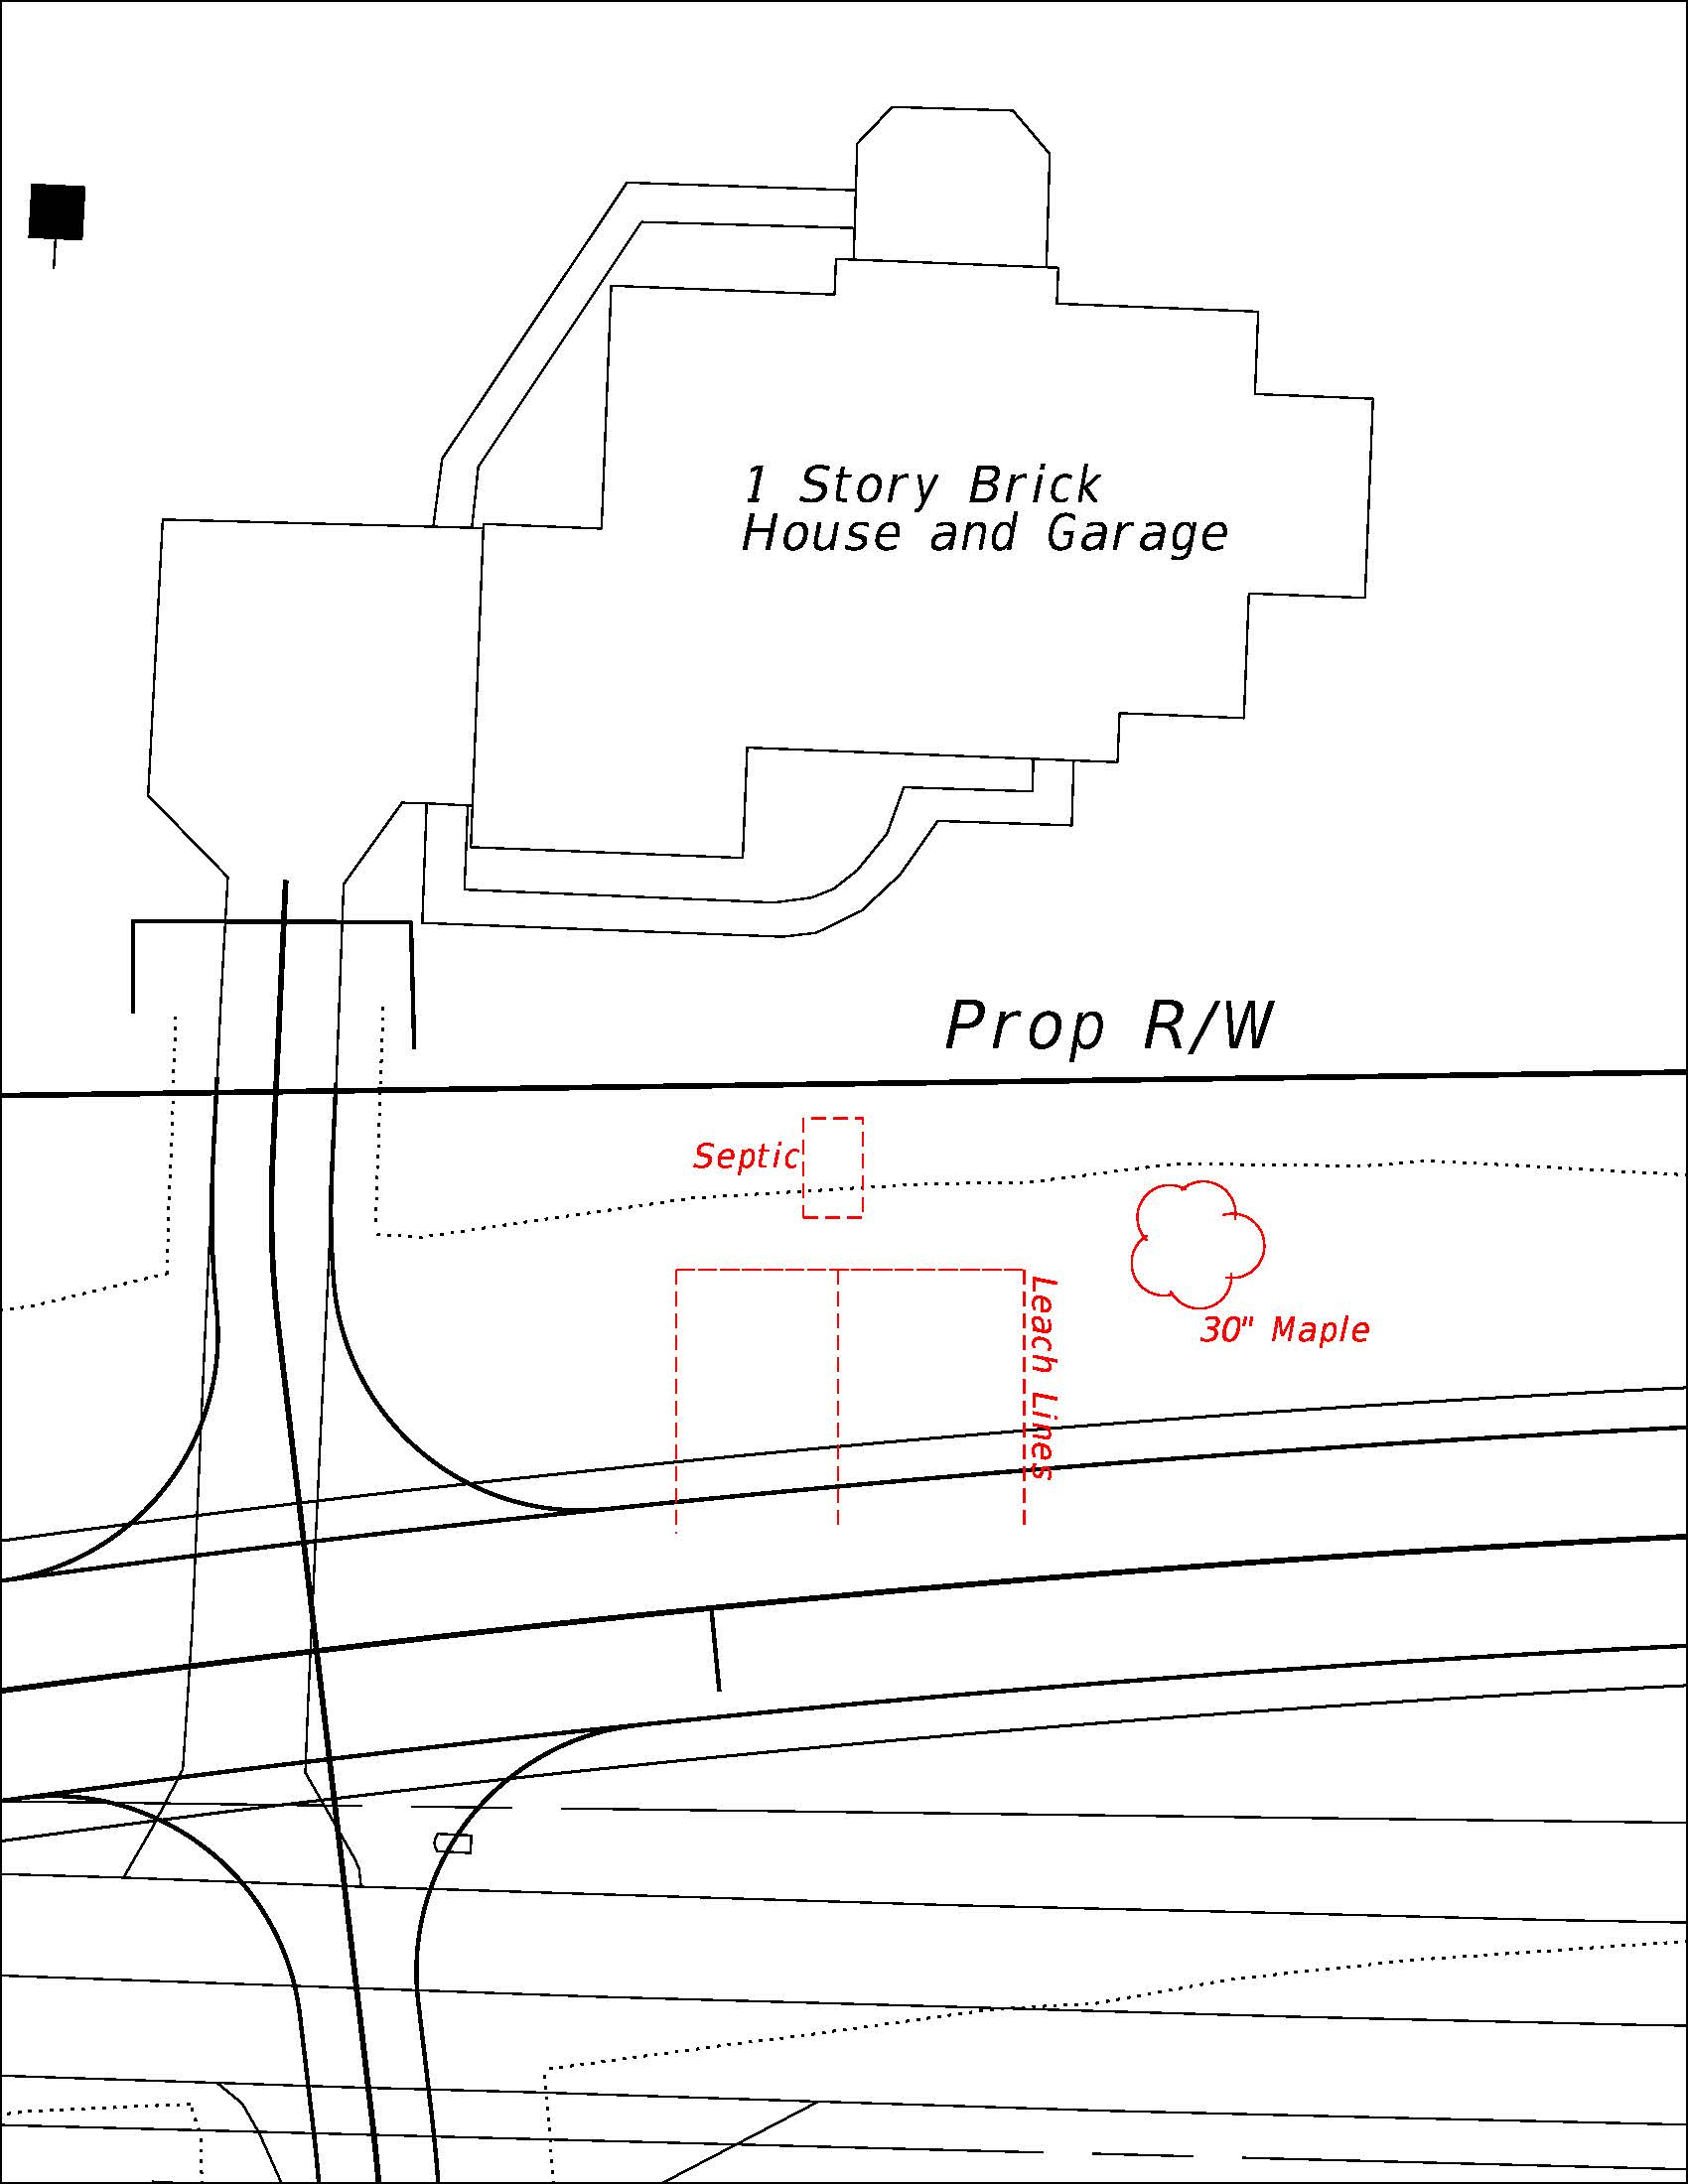 1 Story Brick
House and Garage
Prop R/W
Septic
Leach Lines
30" Maple